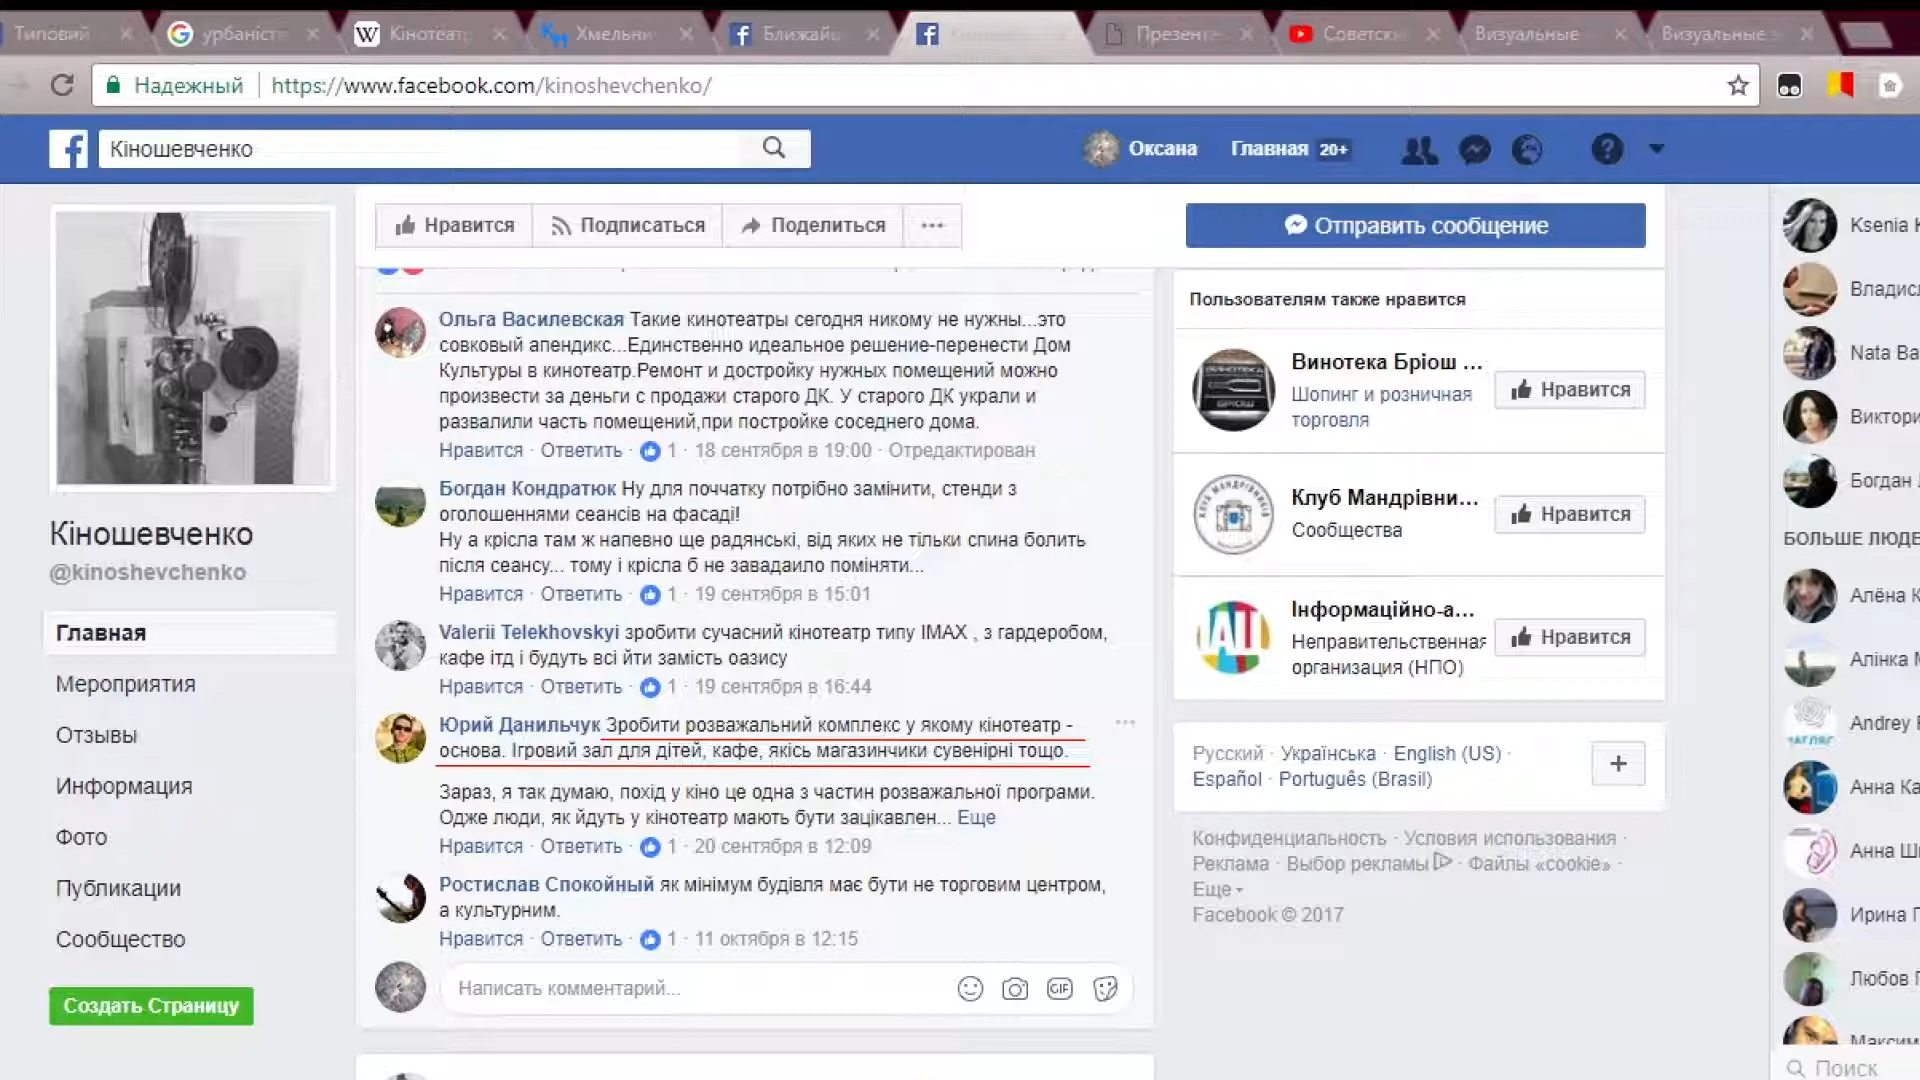 Типовий
урбаніст
Кінотеатр
Хмельни
Ближайш
Презент
Советски
Визуальные
Визуальные
Надежный
https://www.facebook.com/kinoshevchenko/
Кіношевченко
Оксана
Главная 20+
Нравится
Подписаться
Поделиться
Отправить сообщение
Кіношевченко
@kinoshevchenko
Главная
Мероприятия
Отзывы
Информация
Фото
Публикации
Сообщество
Создать Страницу
Ольга Василевская Такие кинотеатры сегодня никому не нужны...это
совковый апендикс...Единственно идеальное решение-перенести Дом
Культуры в кинотеатр.Ремонт и достройку нужных помещений можно
произвести за деньги с продажи старого ДК. У старого ДК украли и
развалили часть помещений,при постройке соседнего дома.
Нравится · Ответить · 1 · 18 сентября в 19:00 · Отредактирован
Богдан Кондратюк Ну для поччатку потрібно замінити, стенди з
оголошеннями сеансів на фасаді!
Ну а крісла там ж напевно ще радянські, від яких не тільки спина болить
після сеансу... тому і крісла б не завадаило поміняти...
Нравится · Ответить · 1 · 19 сентября в 15:01
Valerii Telekhovskyi зробити сучасний кінотеатр типу IMAX , з гардеробом,
кафе ітд і будуть всі йти замість оазису
Нравится · Ответить · 1 · 19 сентября в 16:44
Юрий Данильчук Зробити розважальний комплекс у якому кінотеатр -
основа. Ігровий зал для дітей, кафе, якісь магазинчики сувенірні тощо.
Зараз, я так думаю, похід у кіно це одна з частин розважальної програми.
Одже люди, як йдуть у кінотеатр мають бути зацікавлен... Еще
Нравится · Ответить · 1 · 20 сентября в 12:09
Ростислав Спокойный як мінімум будівля має бути не торговим центром,
а культурним.
Нравится · Ответить · 1 · 11 октября в 12:15
Написать комментарий...
GIF
Пользователям также нравится
ВИНОТЕКА
БРІОШ
Винотека Бріош ...
Шопинг и розничная
торговля
Нравится
КЛУБ МАНДРІВНИКІВ
Клуб Мандрівни...
Сообщества
Нравится
АЦ
Інформаційно-а...
Неправительственная
организация (НПО)
Нравится
Русский · Українська · English (US) ·
Español · Português (Brasil)
Конфиденциальность · Условия использования ·
Реклама · Выбор рекламы · Файлы «cookie» ·
Еще
Facebook © 2017
Ksenia K
Владисл
Nata Ba
Виктори
Богдан
БОЛЬШЕ ЛЮДЕ
Алёна К
Алінка М
Andrey
Анна Ка
Анна Ш
Ирина Г
Любов
Максим
Поиск